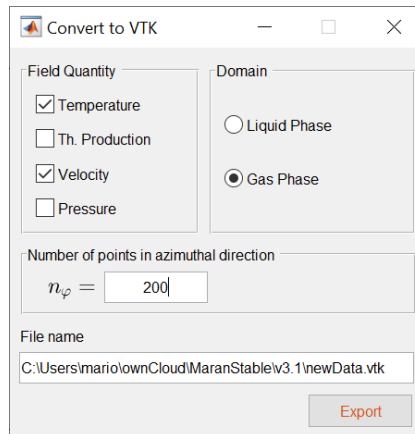 Convert to VTK
Field Quantity
Temperature
Th. Production
Velocity
Pressure
Domain
Liquid Phase
Gas Phase
Number of points in azimuthal direction
nφ = 200
File name
C:\Users\mario\ownCloud\MaranStable\v3.1\newData.vtk
Export